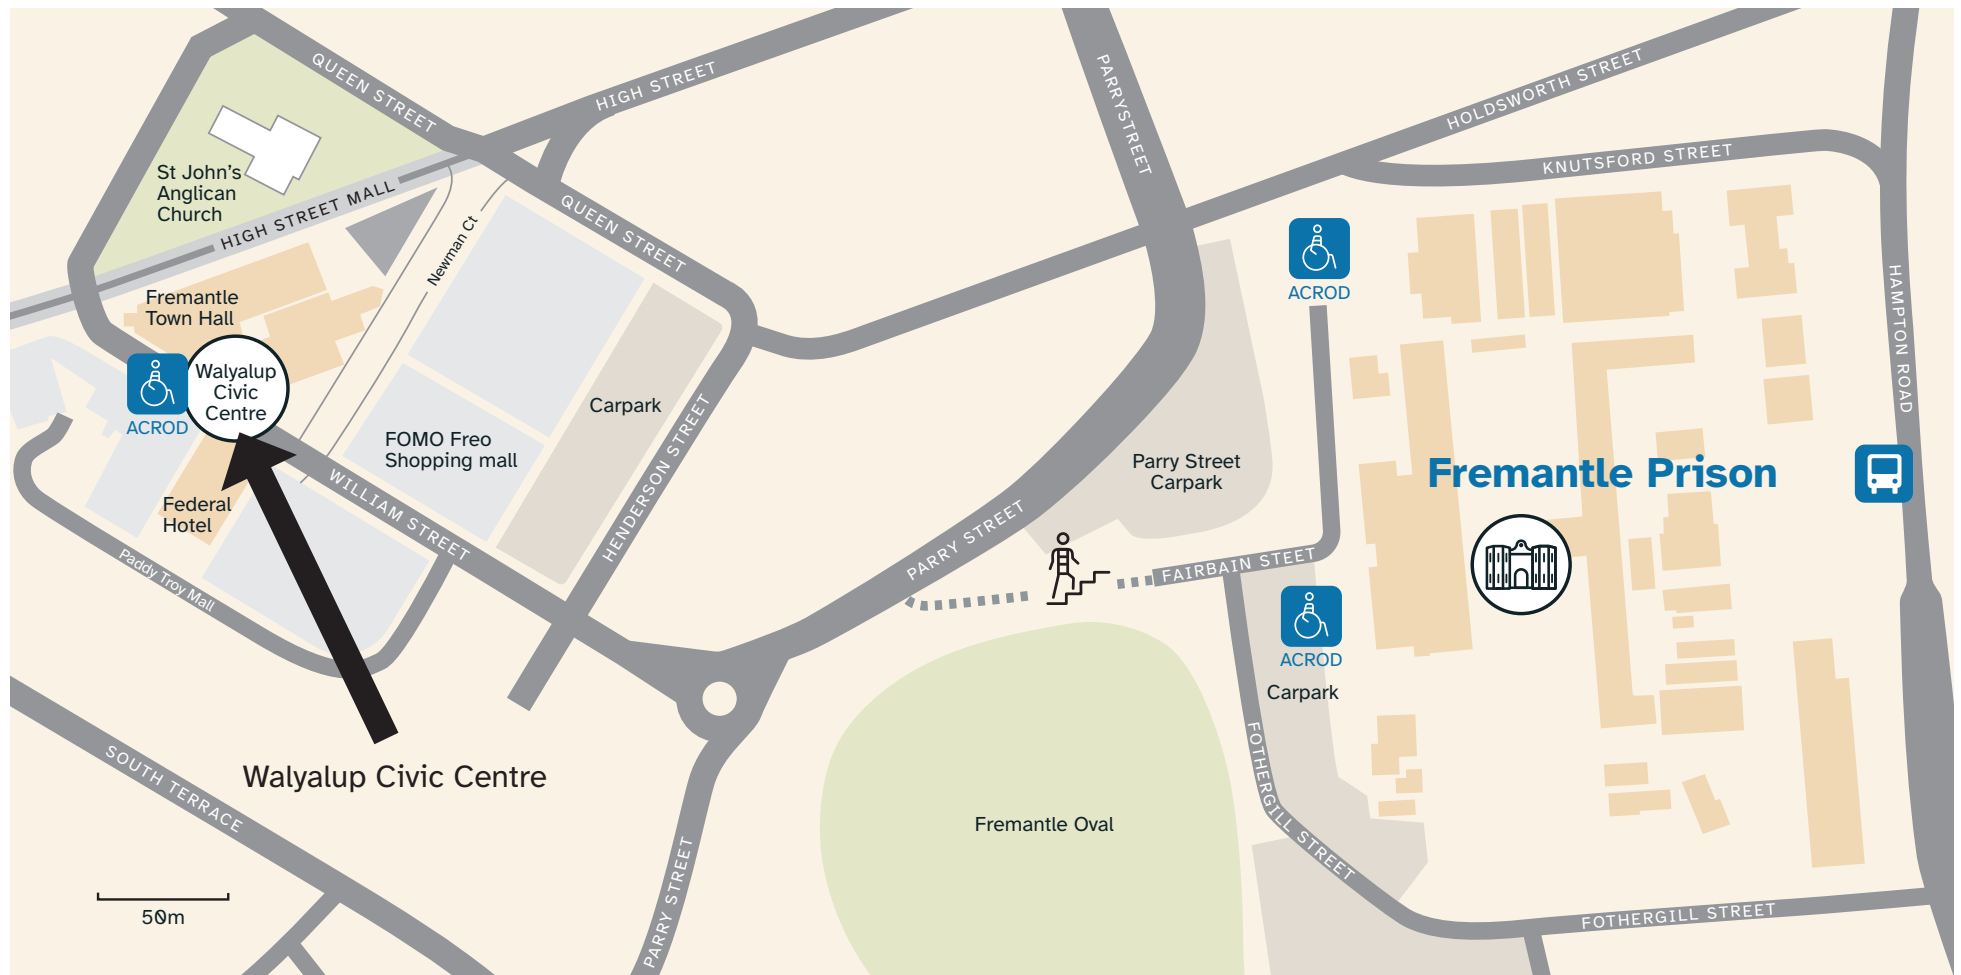 QUEEN STREET
HIGH STREET
PARRYSTREET
HOLDSWORTH STREET
KNUTSFORD STREET
St John's
Anglican
Church
HIGH STREET MALL
Newman Ct
QUEEN STREET
ACROD
HAMPTON ROAD
Fremantle
Town Hall
Walyalup
Civic
Centre
ACROD
Carpark
FOMO Freo
Shopping mall
HENDERSON STREET
Parry Street
Carpark
Fremantle Prison
WILLIAM STREET
Federal
Hotel
PARRY STREET
Paddy Troy Mall
FAIRBAIN STEET
ACROD
Carpark
FOTHERGILL STREET
SOUTH TERRACE
Walyalup Civic Centre
Fremantle Oval
PARRY STREET
FOTHERGILL STREET
50m